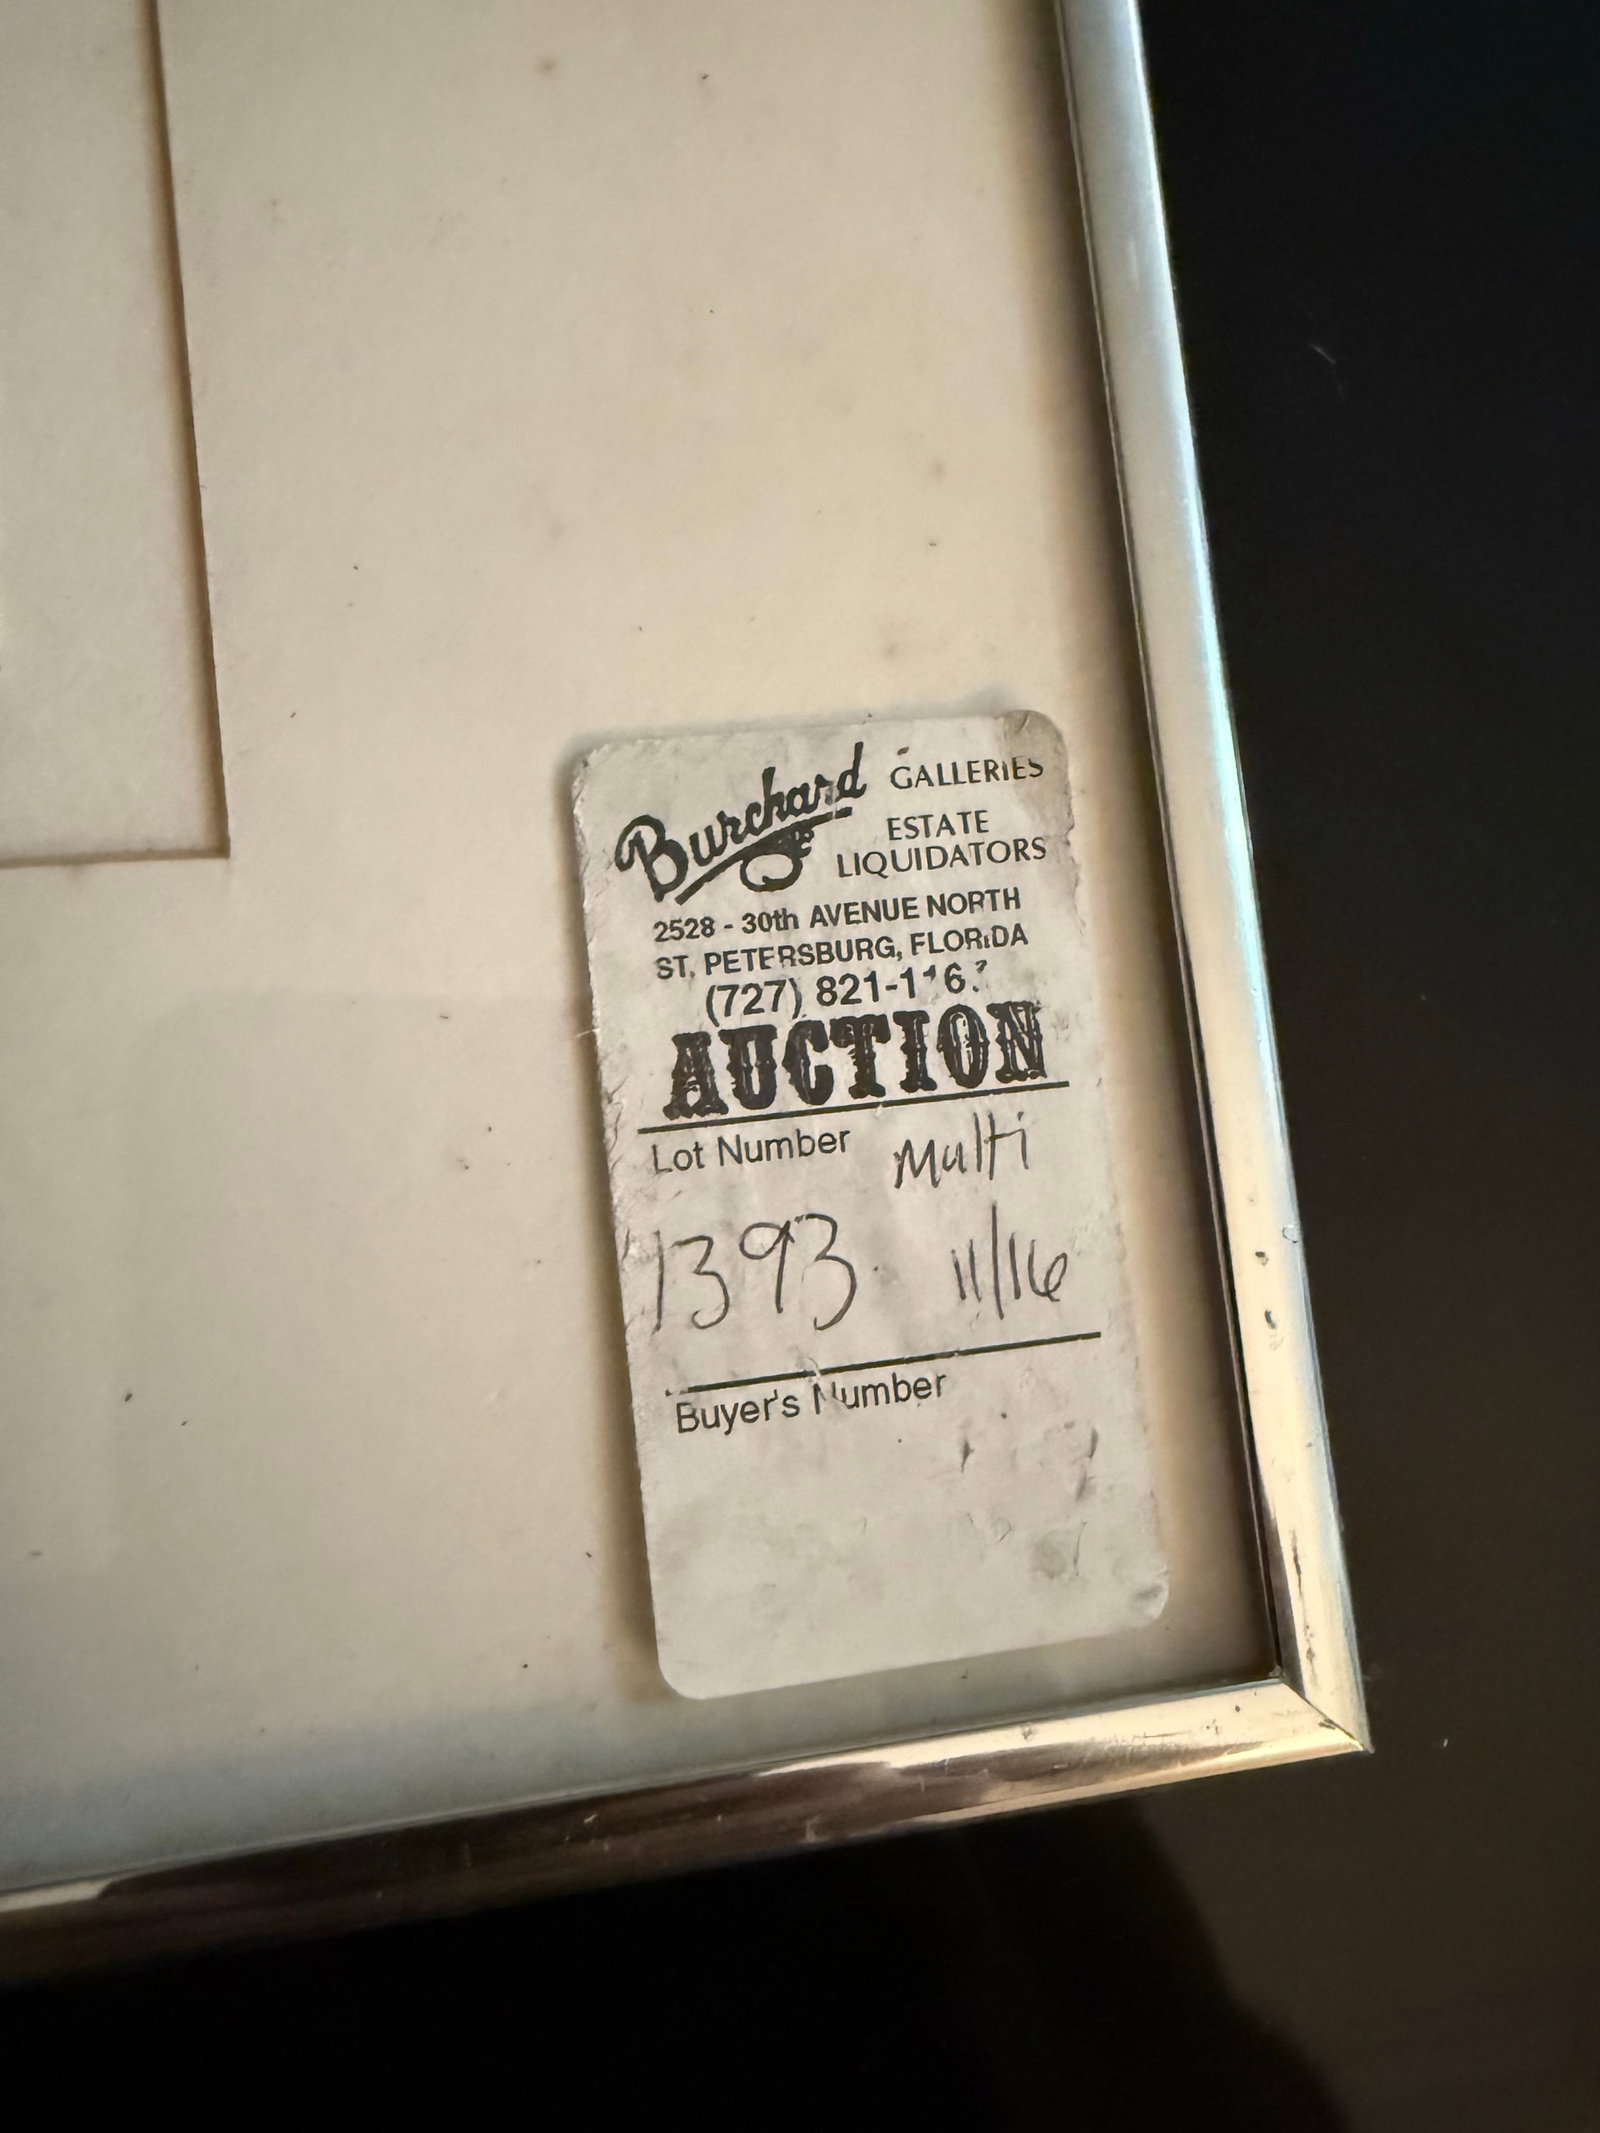 Burchard GALLERIES
ESTATE
LIQUIDATORS
2528 - 30th AVENUE NORTH
ST. PETERSBURG, FLORIDA
(727)
AUCTION
Lot Number Multi
1393 11/16
Buyer's Number